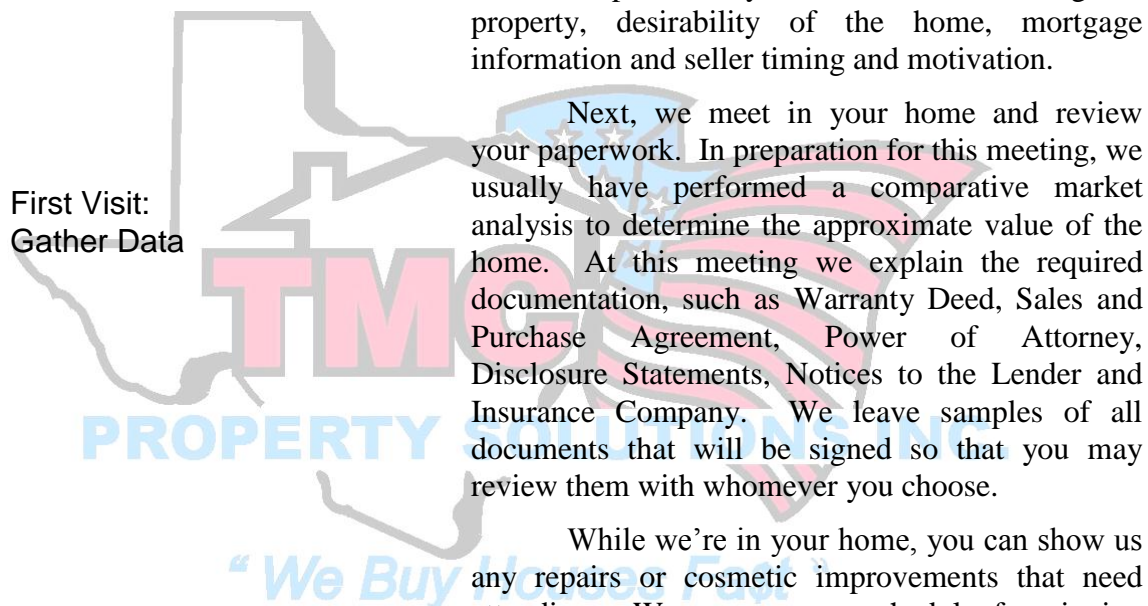 property, desirability of the home, mortgage
information and seller timing and motivation.
Next, we meet in your home and review
your paperwork. In preparation for this meeting, we
usually have performed a comparative market
analysis to determine the approximate value of the
home. At this meeting we explain the required
documentation, such as Warranty Deed, Sales and
Purchase Agreement, Power of Attorney,
Disclosure Statements, Notices to the Lender and
Insurance Company. We leave samples of all
documents that will be signed so that you may
review them with whomever you choose.
While we’re in your home, you can show us
any repairs or cosmetic improvements that need
First Visit:
Gather Data
TMC
PROPERTY SOLUTIONS INC.
“We Buy Houses Fa$t”